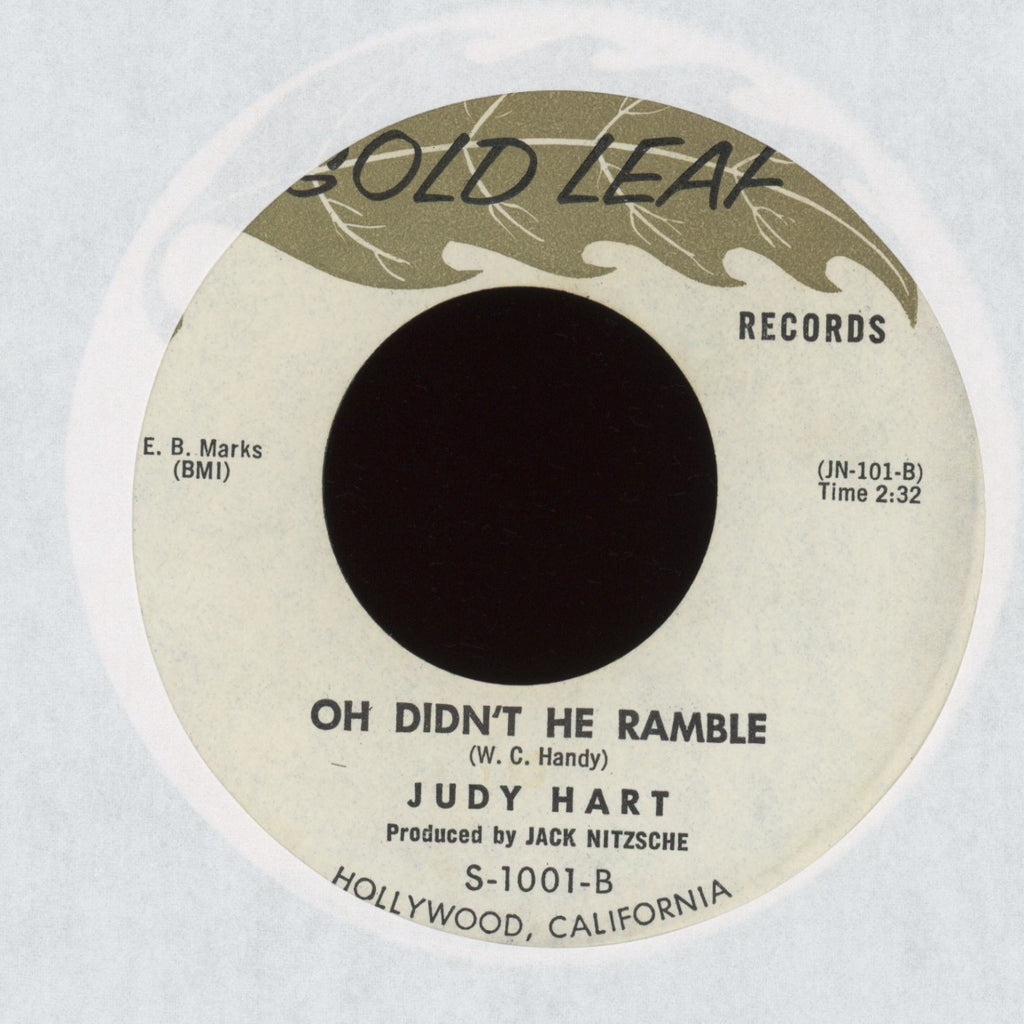 GOLD LEAF
RECORDS
E. B. Marks
(BMI)
(JN-101-B)
Time 2:32
OH DIDN'T HE RAMBLE
(W. C. Handy)
JUDY HART
Produced by JACK NITZSCHE
S-1001-B
HOLLYWOOD, CALIFORNIA